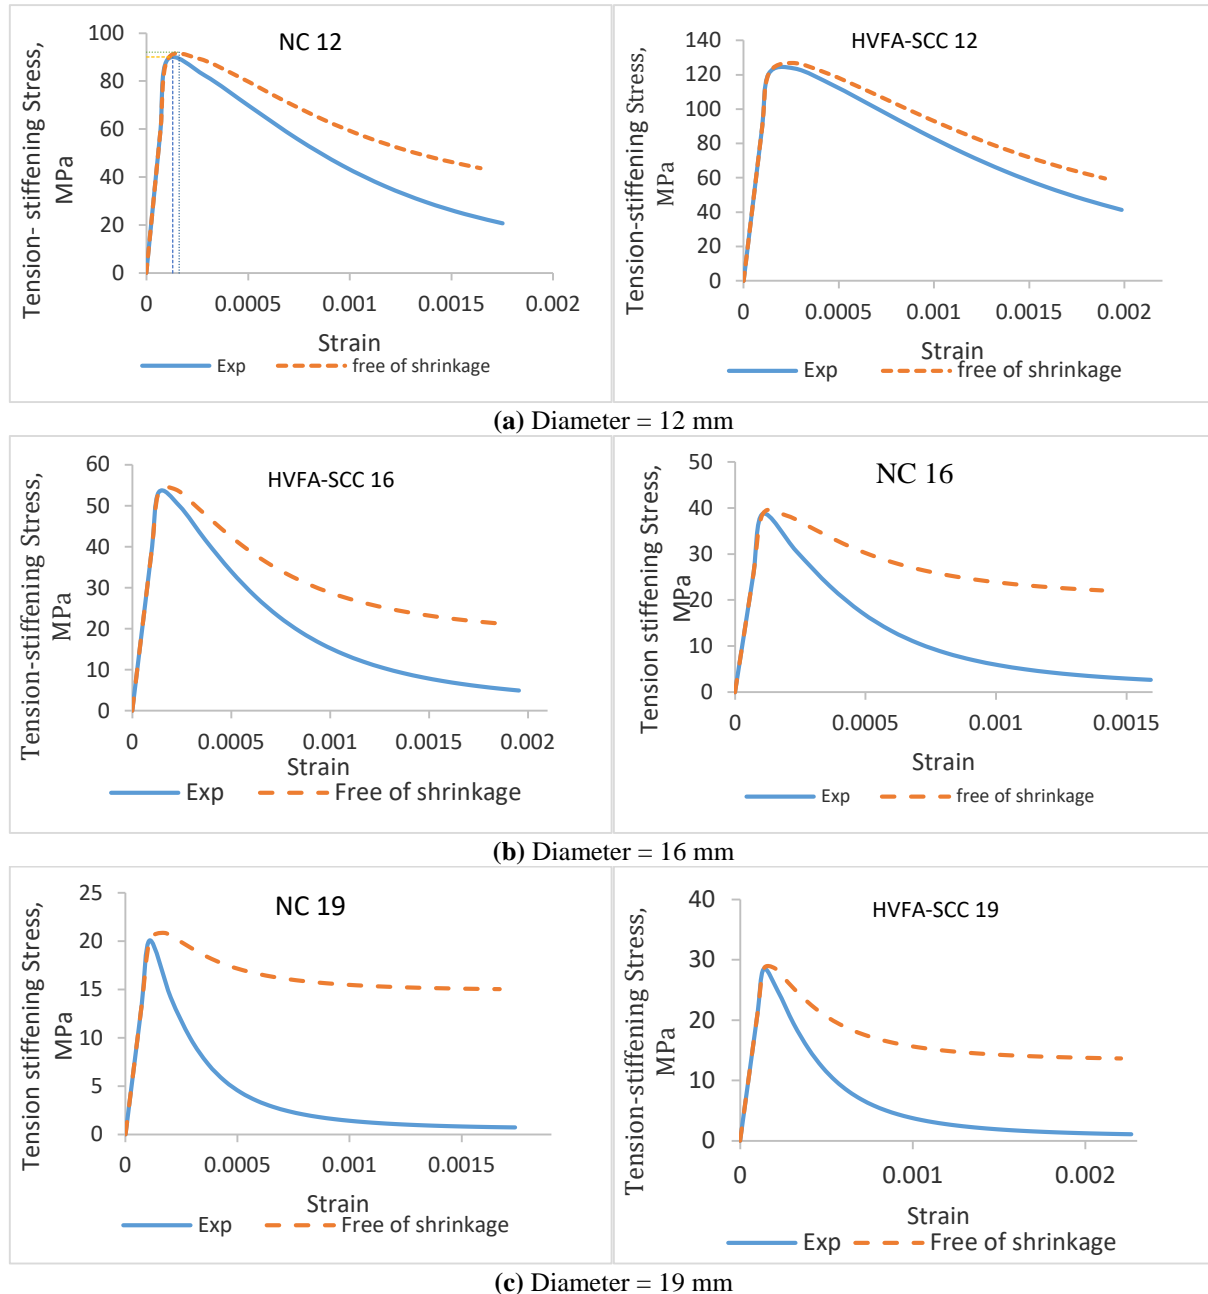 NC 12
Tension- stiffening Stress,
MPa
100
80
60
40
20
0
0 0.0005 0.001 0.0015 0.002
Strain
Exp free of shrinkage
HVFA-SCC 12
Tension-stiffening Stress,
MPa
140
120
100
80
60
40
20
0
0 0.0005 0.001 0.0015 0.002
Strain
Exp free of shrinkage
(a) Diameter = 12 mm
HVFA-SCC 16
Tension-stiffening Stress,
MPa
60
50
40
30
20
10
0
0 0.0005 0.001 0.0015 0.002
Strain
Exp Free of shrinkage
NC 16
Tension stiffening Stress,
MPa
50
40
30
20
10
0
0 0.0005 0.001 0.0015
Strain
Exp free of shrinkage
(b) Diameter = 16 mm
NC 19
Tension stiffening Stress,
MPa
25
20
15
10
5
0
0 0.0005 0.001 0.0015
Strain
Exp Free of shrinkage
HVFA-SCC 19
Tension-stiffening Stress,
MPa
40
30
20
10
0
0 0.001 0.002
Strain
Exp Free of shrinkage
(c) Diameter = 19 mm